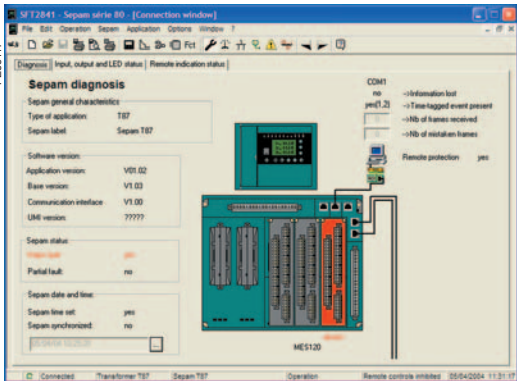 SFT2841 - Sepam série 80 - [Connection window]
File Edit Operation Sepam Application Options Window ?
Fct
Diagnosis Input, output and LED status Remote indication status
Sepam diagnosis
Sepam general characteristics
Type of application: T87
Sepam label: Sepam T87
Software version:
Application version: V01.02
Base version: V1.03
Communication interface V1.00
UMI version: ?????
Sepam status:
Partial fault: no
Sepam date and time:
Sepam time set: yes
Sepam synchronized: no
...
COM1
no ->Information lost
yes(1,2) ->Time-tagged event present
->Nb of frames received
->Nb of mistaken frames
Remote protection yes
MES120
Connected Transformer T87 Sepam T87 Operation Remote controls inhibited 05/04/2004 11:31:17